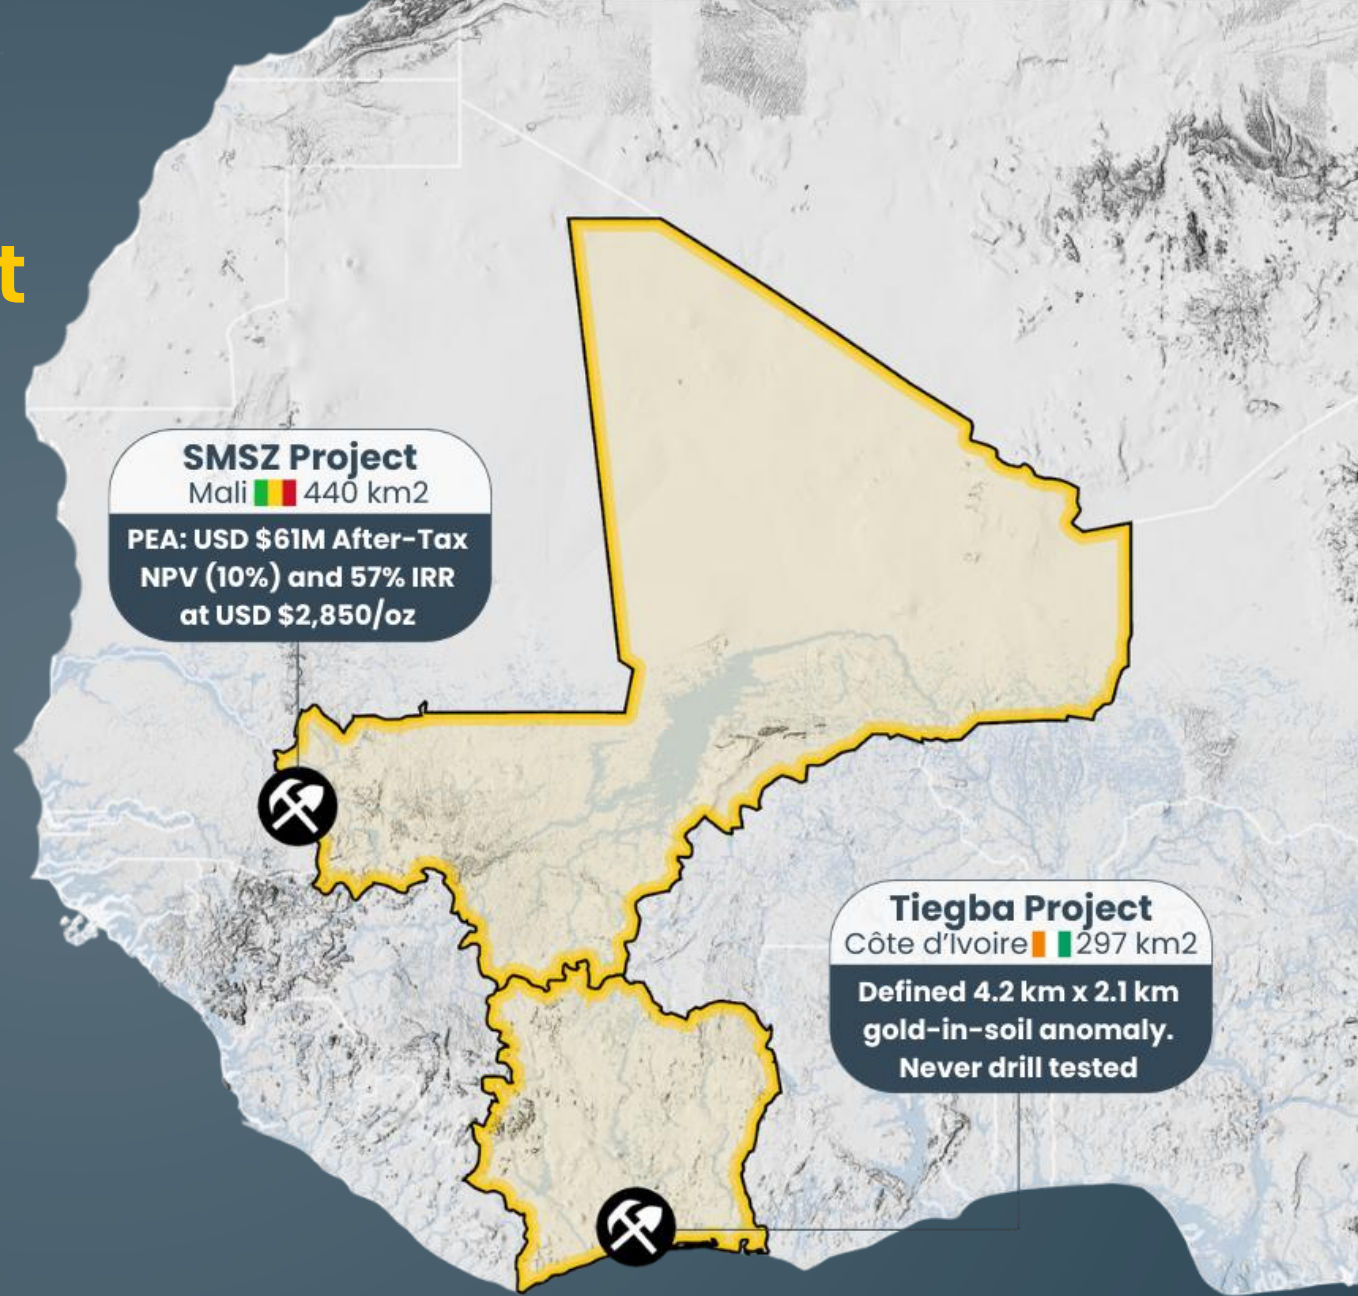 t
SMSZ Project
Mali 440 km2
PEA: USD $61M After-Tax
NPV (10%) and 57% IRR
at USD $2,850/oz
Tiegba Project
Côte d'Ivoire 297 km2
Defined 4.2 km x 2.1 km
gold-in-soil anomaly.
Never drill tested